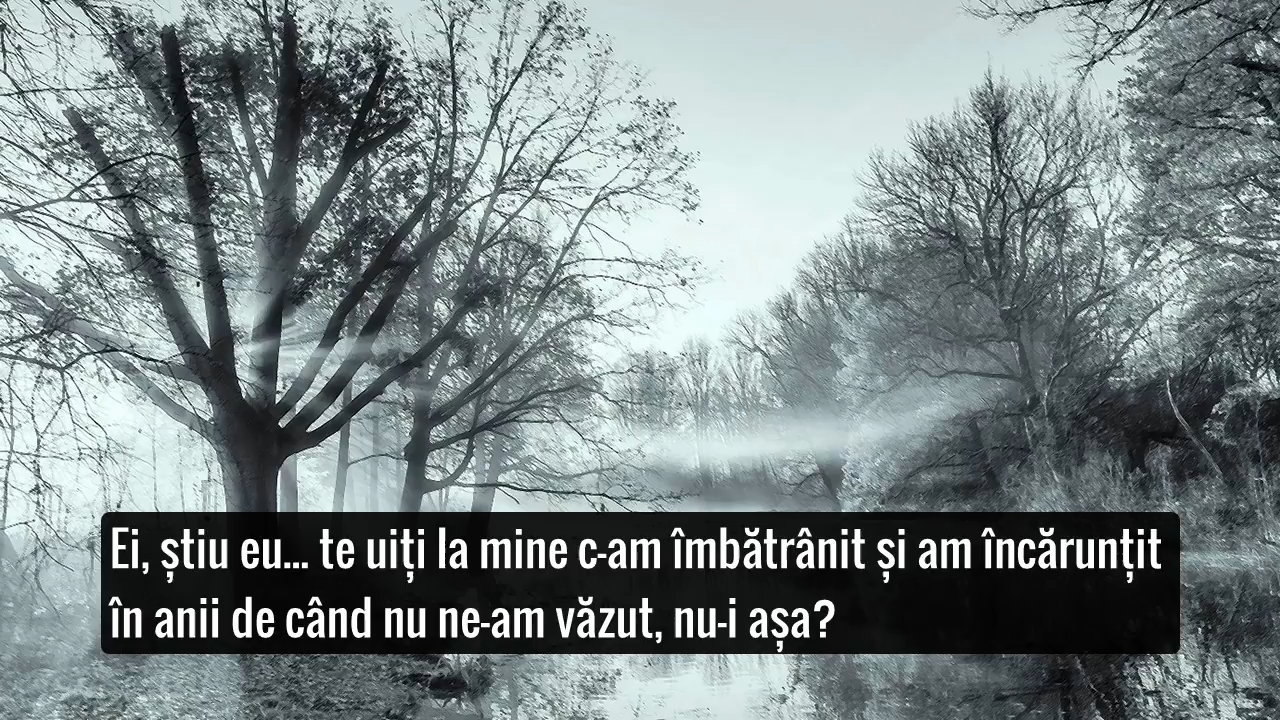 Ei, știu eu... te uiți la mine c-am îmbătrânit și am încărunțit
în anii de când nu ne-am văzut, nu-i așa?